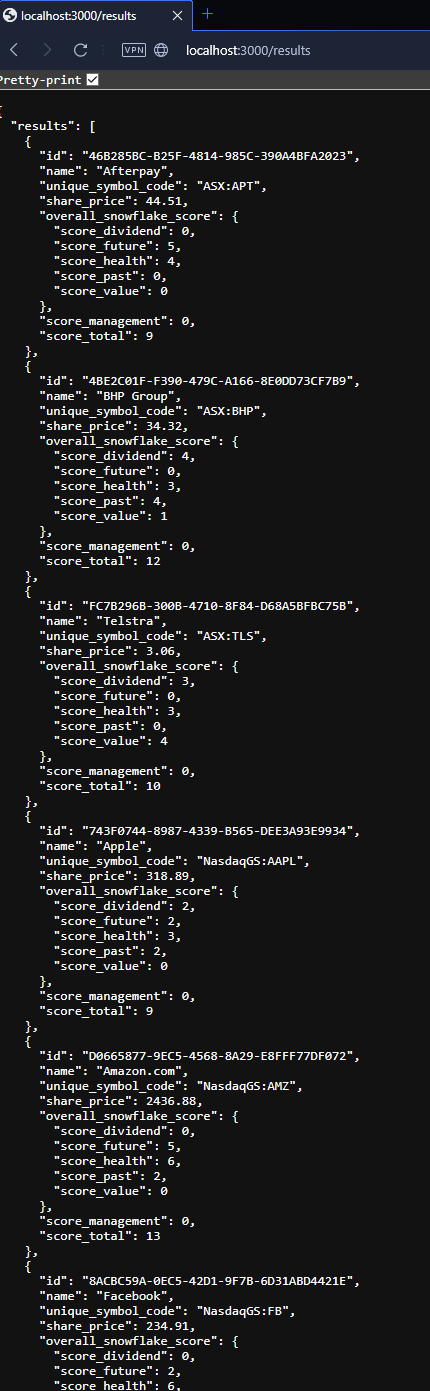 localhost:3000/results
VPN
localhost:3000/results
Pretty-print
{
"results": [
{
"id": "46B285BC-B25F-4814-985C-390A4BFA2023",
"name": "Afterpay",
"unique_symbol_code": "ASX:APT",
"share_price": 44.51,
"overall_snowflake_score": {
"score_dividend": 0,
"score_future": 5,
"score_health": 4,
"score_past": 0,
"score_value": 0
},
"score_management": 0,
"score_total": 9
},
{
"id": "4BE2C01F-F390-479C-A166-8E0DD73CF7B9",
"name": "BHP Group",
"unique_symbol_code": "ASX:BHP",
"share_price": 34.32,
"overall_snowflake_score": {
"score_dividend": 4,
"score_future": 0,
"score_health": 3,
"score_past": 4,
"score_value": 1
},
"score_management": 0,
"score_total": 12
},
{
"id": "FC7B296B-300B-4710-8F84-D68A5BFBC75B",
"name": "Telstra",
"unique_symbol_code": "ASX:TLS",
"share_price": 3.06,
"overall_snowflake_score": {
"score_dividend": 3,
"score_future": 0,
"score_health": 3,
"score_past": 0,
"score_value": 4
},
"score_management": 0,
"score_total": 10
},
{
"id": "743F0744-8987-4339-B565-DEE3A93E9934",
"name": "Apple",
"unique_symbol_code": "NasdaqGS:AAPL",
"share_price": 318.89,
"overall_snowflake_score": {
"score_dividend": 2,
"score_future": 2,
"score_health": 3,
"score_past": 2,
"score_value": 0
},
"score_management": 0,
"score_total": 9
},
{
"id": "D0665877-9EC5-4568-8A29-E8FFF77DF072",
"name": "Amazon.com",
"unique_symbol_code": "NasdaqGS:AMZ",
"share_price": 2436.88,
"overall_snowflake_score": {
"score_dividend": 0,
"score_future": 5,
"score_health": 6,
"score_past": 2,
"score_value": 0
},
"score_management": 0,
"score_total": 13
},
{
"id": "8ACBC59A-0EC5-42D1-9F7B-6D31ABD4421E",
"name": "Facebook",
"unique_symbol_code": "NasdaqGS:FB",
"share_price": 234.91,
"overall_snowflake_score": {
"score_dividend": 0,
"score_future": 2,
"score_health": 6,